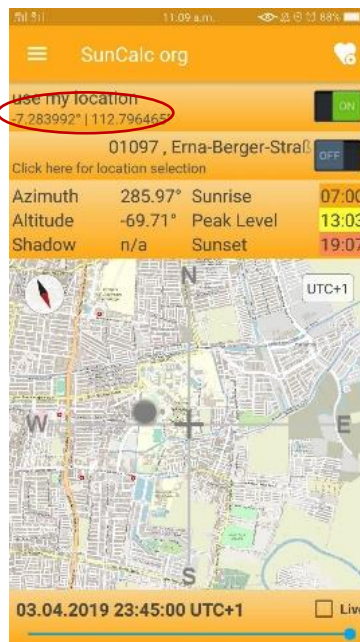 11.09 a.m. 88%
SunCalc org
use my location
-7.283992° | 112.796465°
ON
01097 , Erna-Berger-Straß
Click here for location selection
OFF
Azimuth 285.97° Sunrise 07:00
Altitude -69.71° Peak Level 13:03
Shadow n/a Sunset 19:07
N
UTC+1
W
E
S
03.04.2019 23:45:00 UTC+1
Live